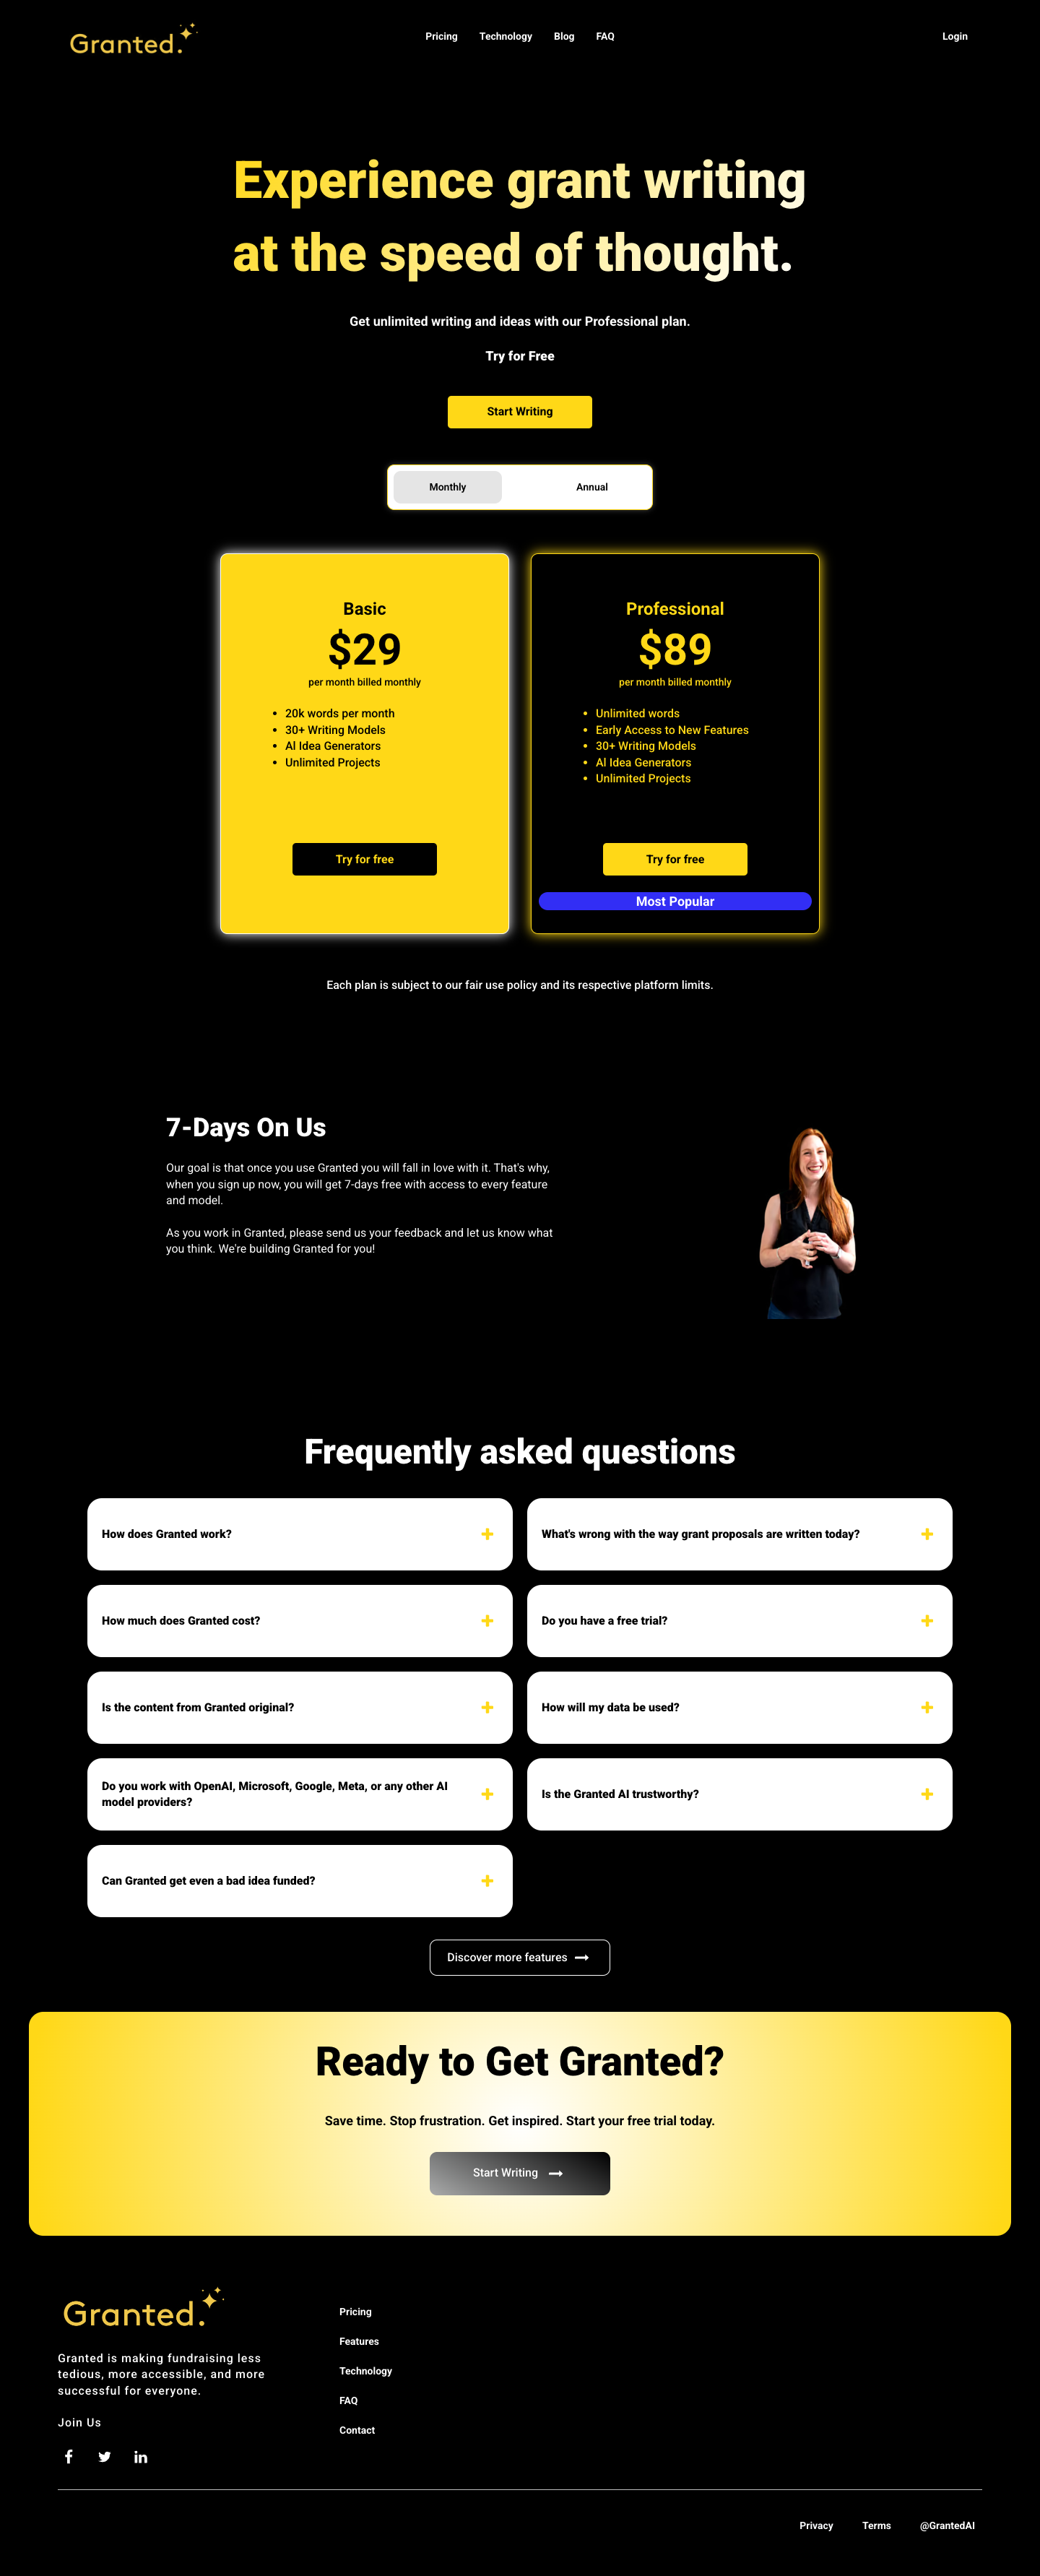 Granted.
Pricing
Technology
Blog
FAQ
Login
Experience grant writing
at the speed of thought.
Get unlimited writing and ideas with our Professional plan.
Try for Free
Start Writing
Monthly
Annual
Basic
$29
per month billed monthly
20k words per month
30+ Writing Models
AI Idea Generators
Unlimited Projects
Try for free
Professional
$89
per month billed monthly
Unlimited words
Early Access to New Features
30+ Writing Models
AI Idea Generators
Unlimited Projects
Try for free
Most Popular
Each plan is subject to our fair use policy and its respective platform limits.
7-Days On Us
Our goal is that once you use Granted you will fall in love with it. That's why,
when you sign up now, you will get 7-days free with access to every feature
and model.
As you work in Granted, please send us your feedback and let us know what
you think. We're building Granted for you!
Frequently asked questions
How does Granted work?
What's wrong with the way grant proposals are written today?
How much does Granted cost?
Do you have a free trial?
Is the content from Granted original?
How will my data be used?
Do you work with OpenAI, Microsoft, Google, Meta, or any other AI
model providers?
Is the Granted AI trustworthy?
Can Granted get even a bad idea funded?
Discover more features
Ready to Get Granted?
Save time. Stop frustration. Get inspired. Start your free trial today.
Start Writing
Granted.
Granted is making fundraising less
tedious, more accessible, and more
successful for everyone.
Join Us
Pricing
Features
Technology
FAQ
Contact
Privacy
Terms
@GrantedAI